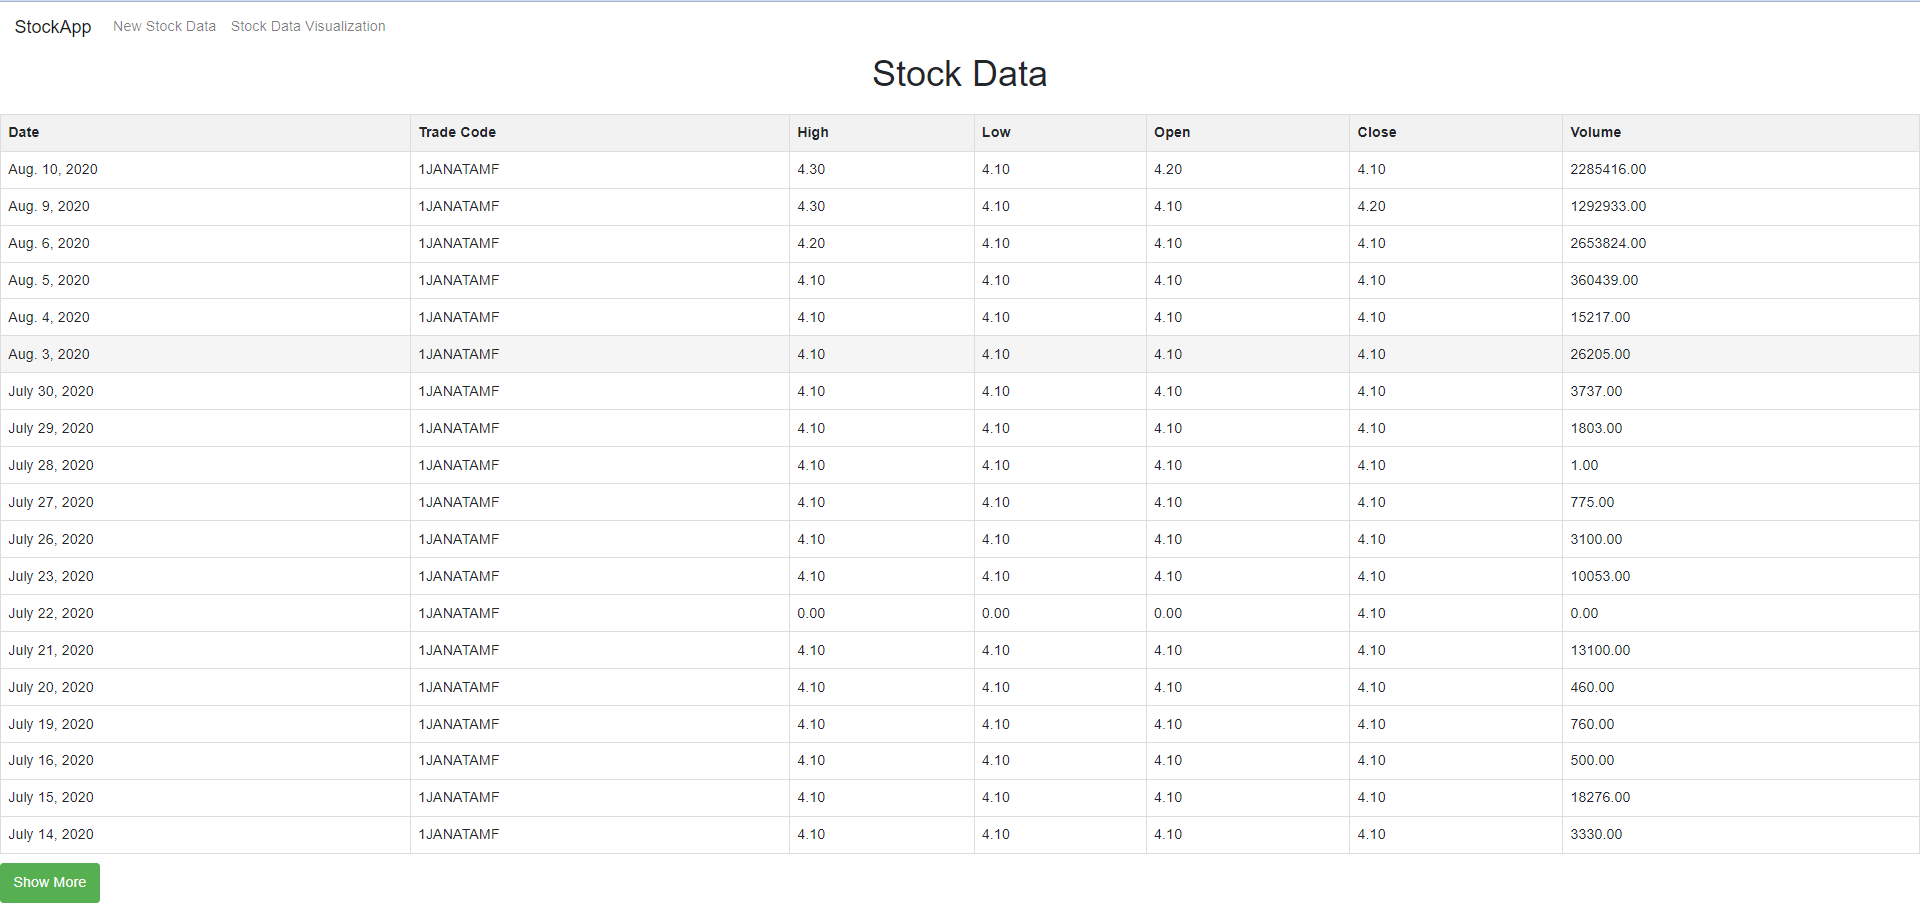 StockApp New Stock Data Stock Data Visualization
Stock Data
Date Trade Code High Low Open Close Volume
Aug. 10, 2020 1JANATAMF 4.30 4.10 4.20 4.10 2285416.00
Aug. 9, 2020 1JANATAMF 4.30 4.10 4.10 4.20 1292933.00
Aug. 6, 2020 1JANATAMF 4.20 4.10 4.10 4.10 2653824.00
Aug. 5, 2020 1JANATAMF 4.10 4.10 4.10 4.10 360439.00
Aug. 4, 2020 1JANATAMF 4.10 4.10 4.10 4.10 15217.00
Aug. 3, 2020 1JANATAMF 4.10 4.10 4.10 4.10 26205.00
July 30, 2020 1JANATAMF 4.10 4.10 4.10 4.10 3737.00
July 29, 2020 1JANATAMF 4.10 4.10 4.10 4.10 1803.00
July 28, 2020 1JANATAMF 4.10 4.10 4.10 4.10 1.00
July 27, 2020 1JANATAMF 4.10 4.10 4.10 4.10 775.00
July 26, 2020 1JANATAMF 4.10 4.10 4.10 4.10 3100.00
July 23, 2020 1JANATAMF 4.10 4.10 4.10 4.10 10053.00
July 22, 2020 1JANATAMF 0.00 0.00 0.00 4.10 0.00
July 21, 2020 1JANATAMF 4.10 4.10 4.10 4.10 13100.00
July 20, 2020 1JANATAMF 4.10 4.10 4.10 4.10 460.00
July 19, 2020 1JANATAMF 4.10 4.10 4.10 4.10 760.00
July 16, 2020 1JANATAMF 4.10 4.10 4.10 4.10 500.00
July 15, 2020 1JANATAMF 4.10 4.10 4.10 4.10 18276.00
July 14, 2020 1JANATAMF 4.10 4.10 4.10 4.10 3330.00
Show More